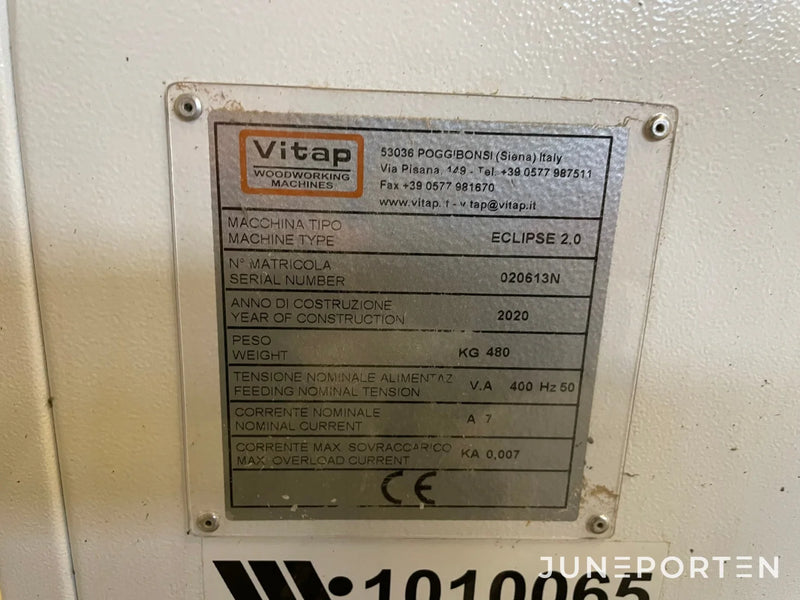 Vitap
WOODWORKING
MACHINES
53036 POGGIBONSI (Siena) Italy
Via Pisana, 149 - Tel. +39 0577 987511
Fax +39 0577 981670
www.vitap.it - vitap@vitap.it
MACCHINA TIPO
MACHINE TYPE
ECLIPSE 2.0
N° MATRICOLA
SERIAL NUMBER
020613N
ANNO DI COSTRUZIONE
YEAR OF CONSTRUCTION
2020
PESO
WEIGHT
KG 480
TENSIONE NOMINALE ALIMENTAZ
FEEDING NOMINAL TENSION
V.A 400 Hz 50
CORRENTE NOMINALE
NOMINAL CURRENT
A 7
CORRENTE MAX. SOVRACCARICO
MAX. OVERLOAD CURRENT
KA 0,007
CE
1010065
JUNEPORTEN